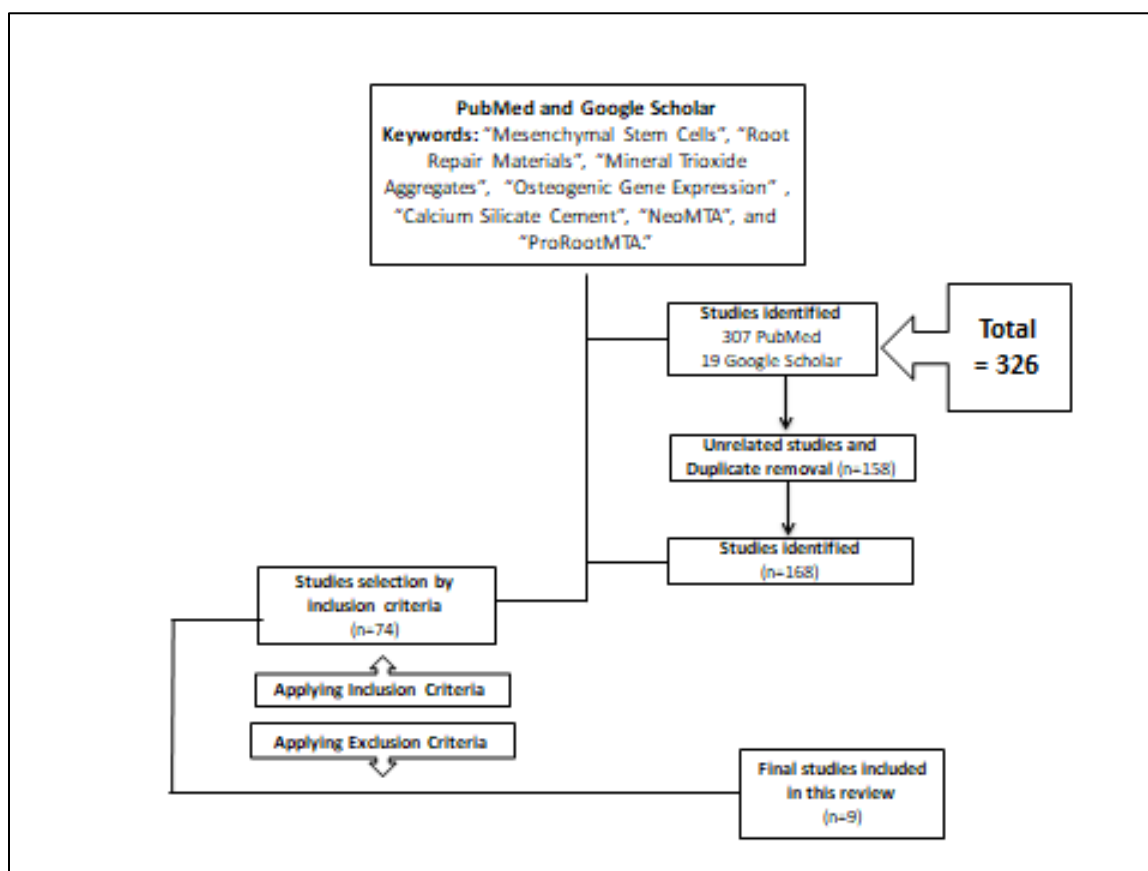 PubMed and Google Scholar
Keywords: “Mesenchymal Stem Cells”, “Root
Repair Materials”, “Mineral Trioxide
Aggregates”, “Osteogenic Gene Expression” ,
“Calcium Silicate Cement”, “NeoMTA”, and
“ProRootMTA.”
Studies identified
307 PubMed
19 Google Scholar
Total
= 326
Unrelated studies and
Duplicate removal (n=158)
Studies identified
(n=168)
Studies selection by
inclusion criteria
(n=74)
Applying Inclusion Criteria
Applying Exclusion Criteria
Final studies included
in this review
(n=9)